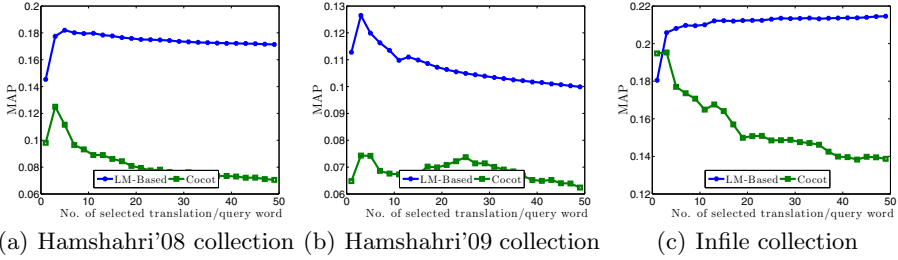 0.2
0.18
0.16
0.14
0.12
0.1
0.08
0.06
MAP
0 10 20 30 40 50
No. of selected translation/query word
LM-Based Cocot
0.13
0.12
0.11
0.1
0.09
0.08
0.07
0.06
MAP
0 10 20 30 40 50
No. of selected translation/query word
LM-Based Cocot
0.22
0.2
0.18
0.16
0.14
0.12
MAP
0 10 20 30 40 50
No. of selected translation/query word
LM-Based Cocot
(a) Hamshahri'08 collection (b) Hamshahri'09 collection (c) Infile collection